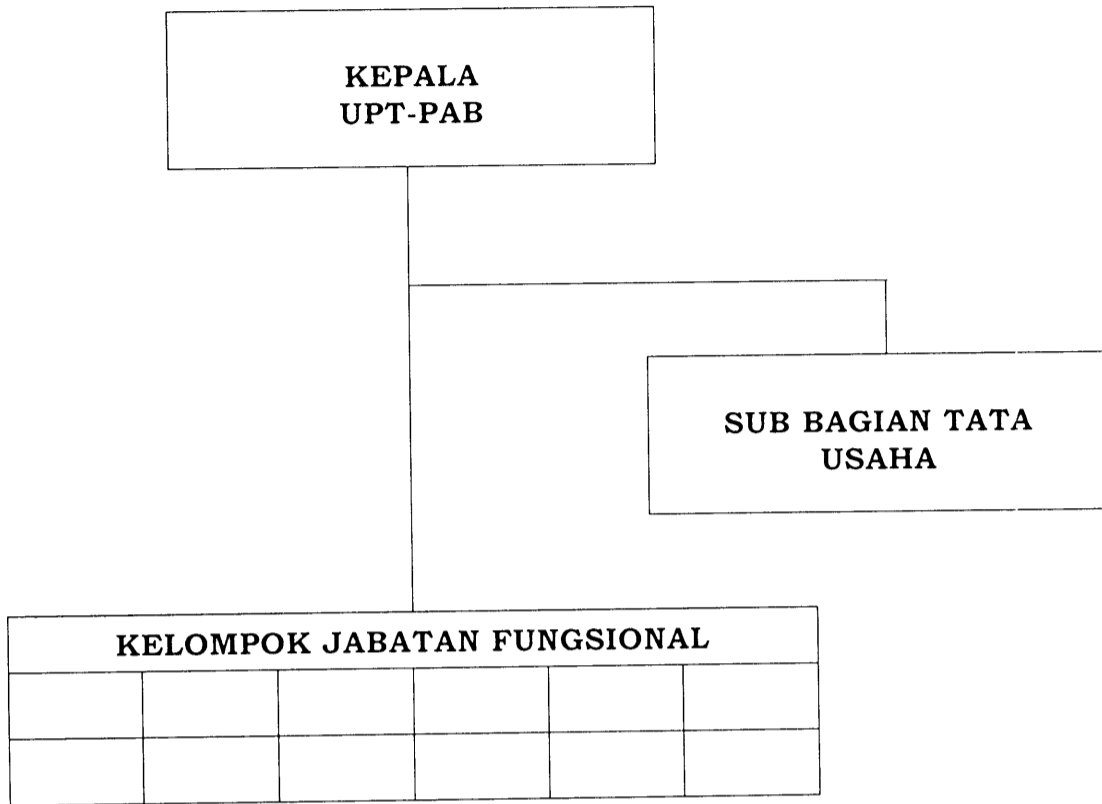 KEPALA
UPT-PAB
SUB BAGIAN TATA
USAHA
KELOMPOK JABATAN FUNGSIONAL